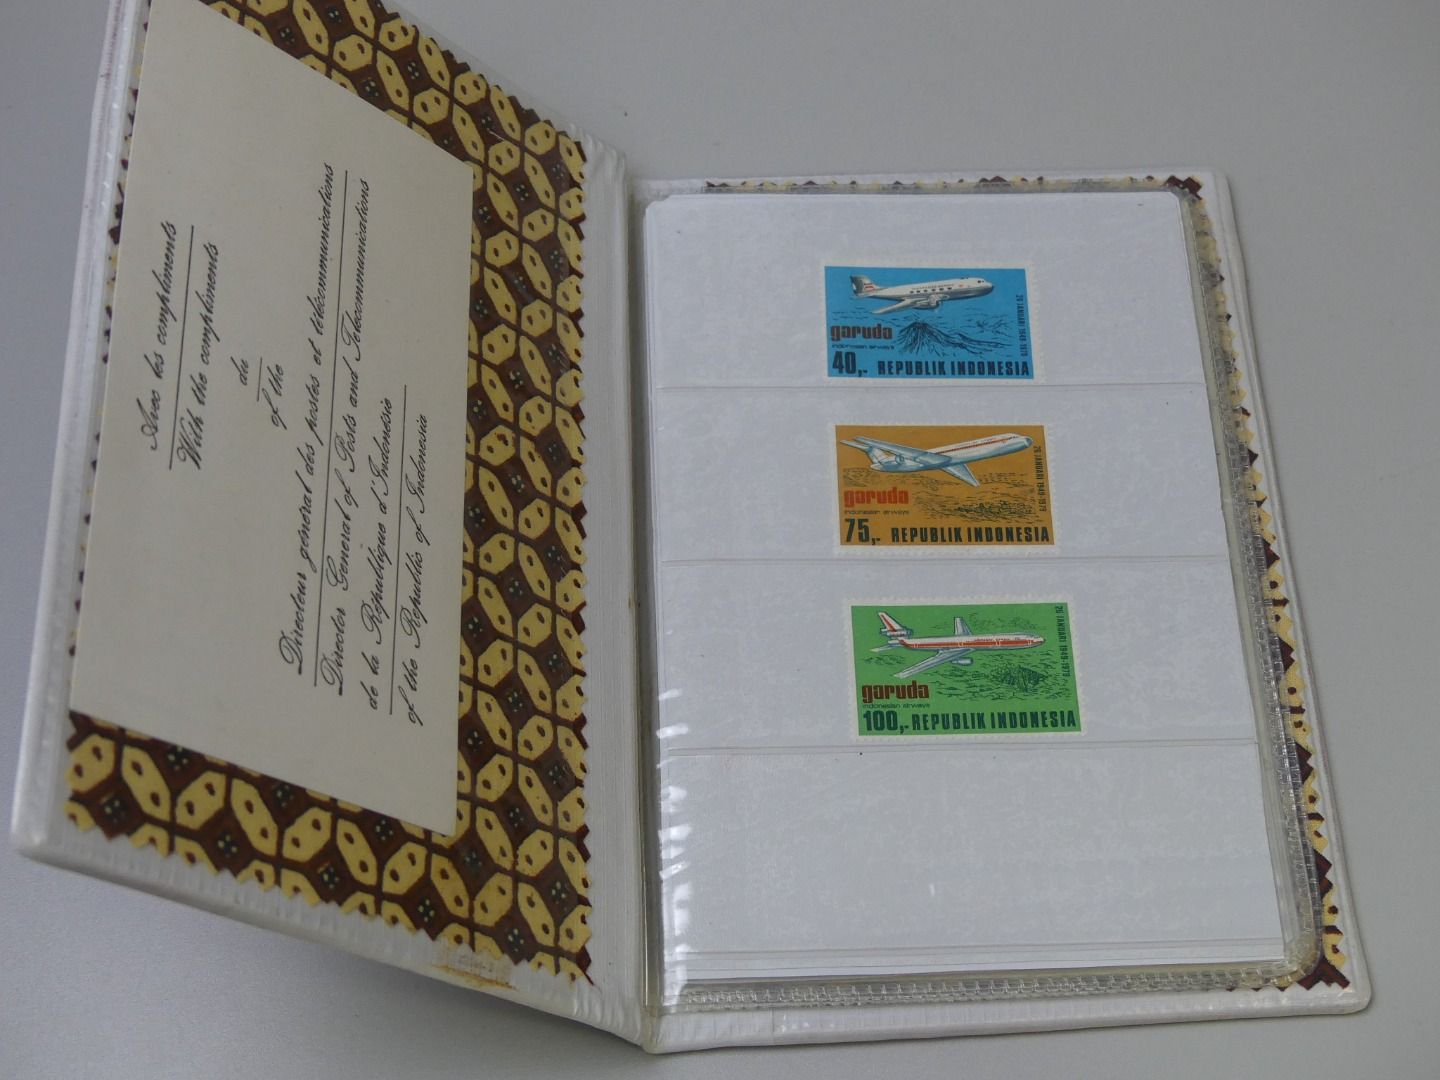 Avec les compliments
With the compliments
du
of the
Directeur général des postes et télécommunications
Director General of Posts and Telecommunications
de la République d'Indonésie
of the Republic of Indonesia
26 JANUARI 1949 1979
garuda
indonesian airways
40,- REPUBLIK INDONESIA
26 JANUARI 1949 1979
garuda
indonesian airways
75,- REPUBLIK INDONESIA
26 JANUARI 1949-1979
garuda
indonesian airways
100,- REPUBLIK INDONESIA